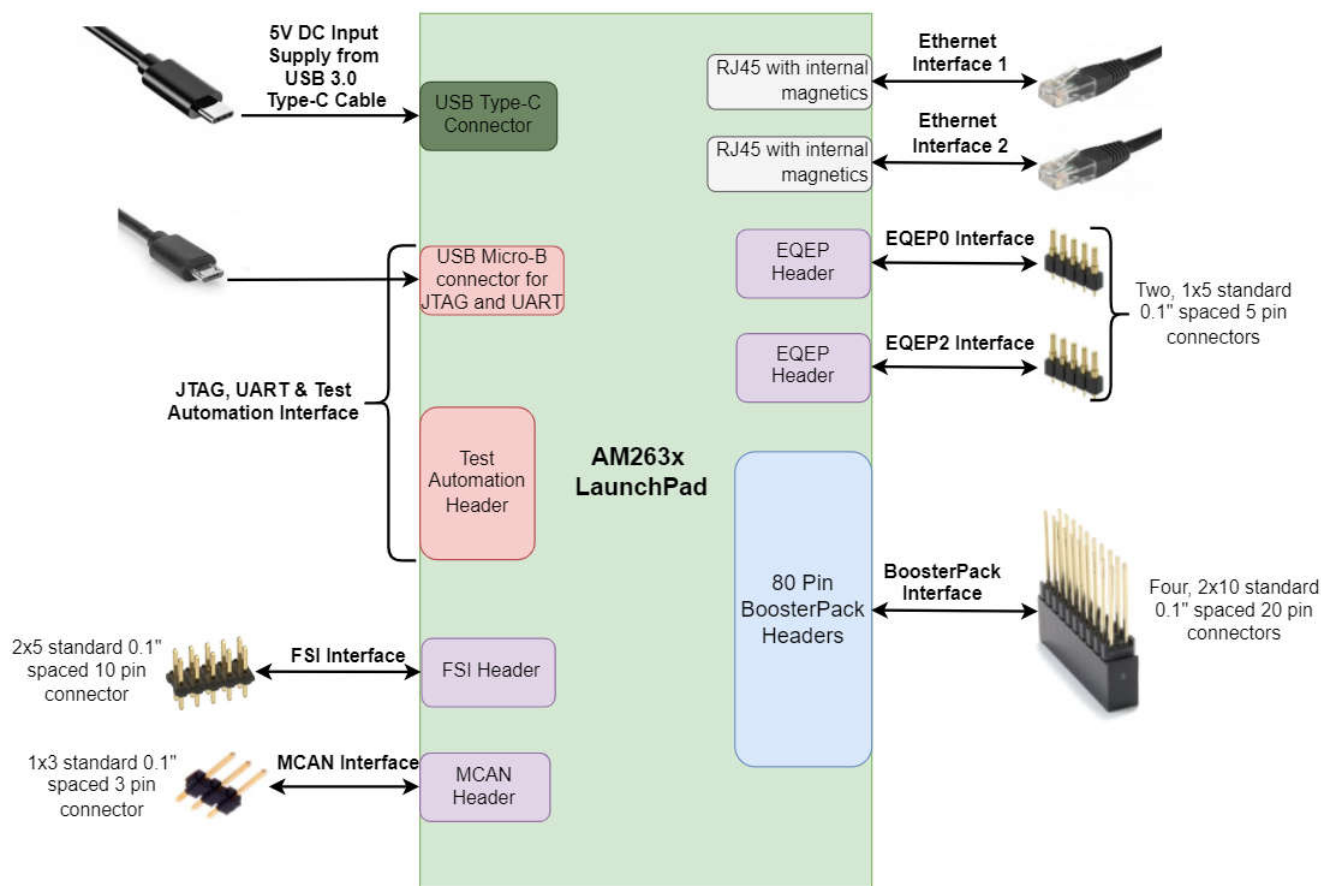 5V DC Input
Supply from
USB 3.0
Type-C Cable
USB Type-C
Connector
RJ45 with internal
magnetics
Ethernet
Interface 1
RJ45 with internal
magnetics
Ethernet
Interface 2
USB Micro-B
connector for
JTAG and UART
EQEP
Header
EQEP0 Interface
Two, 1x5 standard
0.1" spaced 5 pin
connectors
EQEP
Header
EQEP2 Interface
JTAG, UART & Test
Automation Interface
Test
Automation
Header
AM263x
LaunchPad
80 Pin
BoosterPack
Headers
BoosterPack
Interface
Four, 2x10 standard
0.1" spaced 20 pin
connectors
2x5 standard 0.1"
spaced 10 pin
connector
FSI Interface
FSI Header
1x3 standard 0.1"
spaced 3 pin
connector
MCAN Interface
MCAN
Header